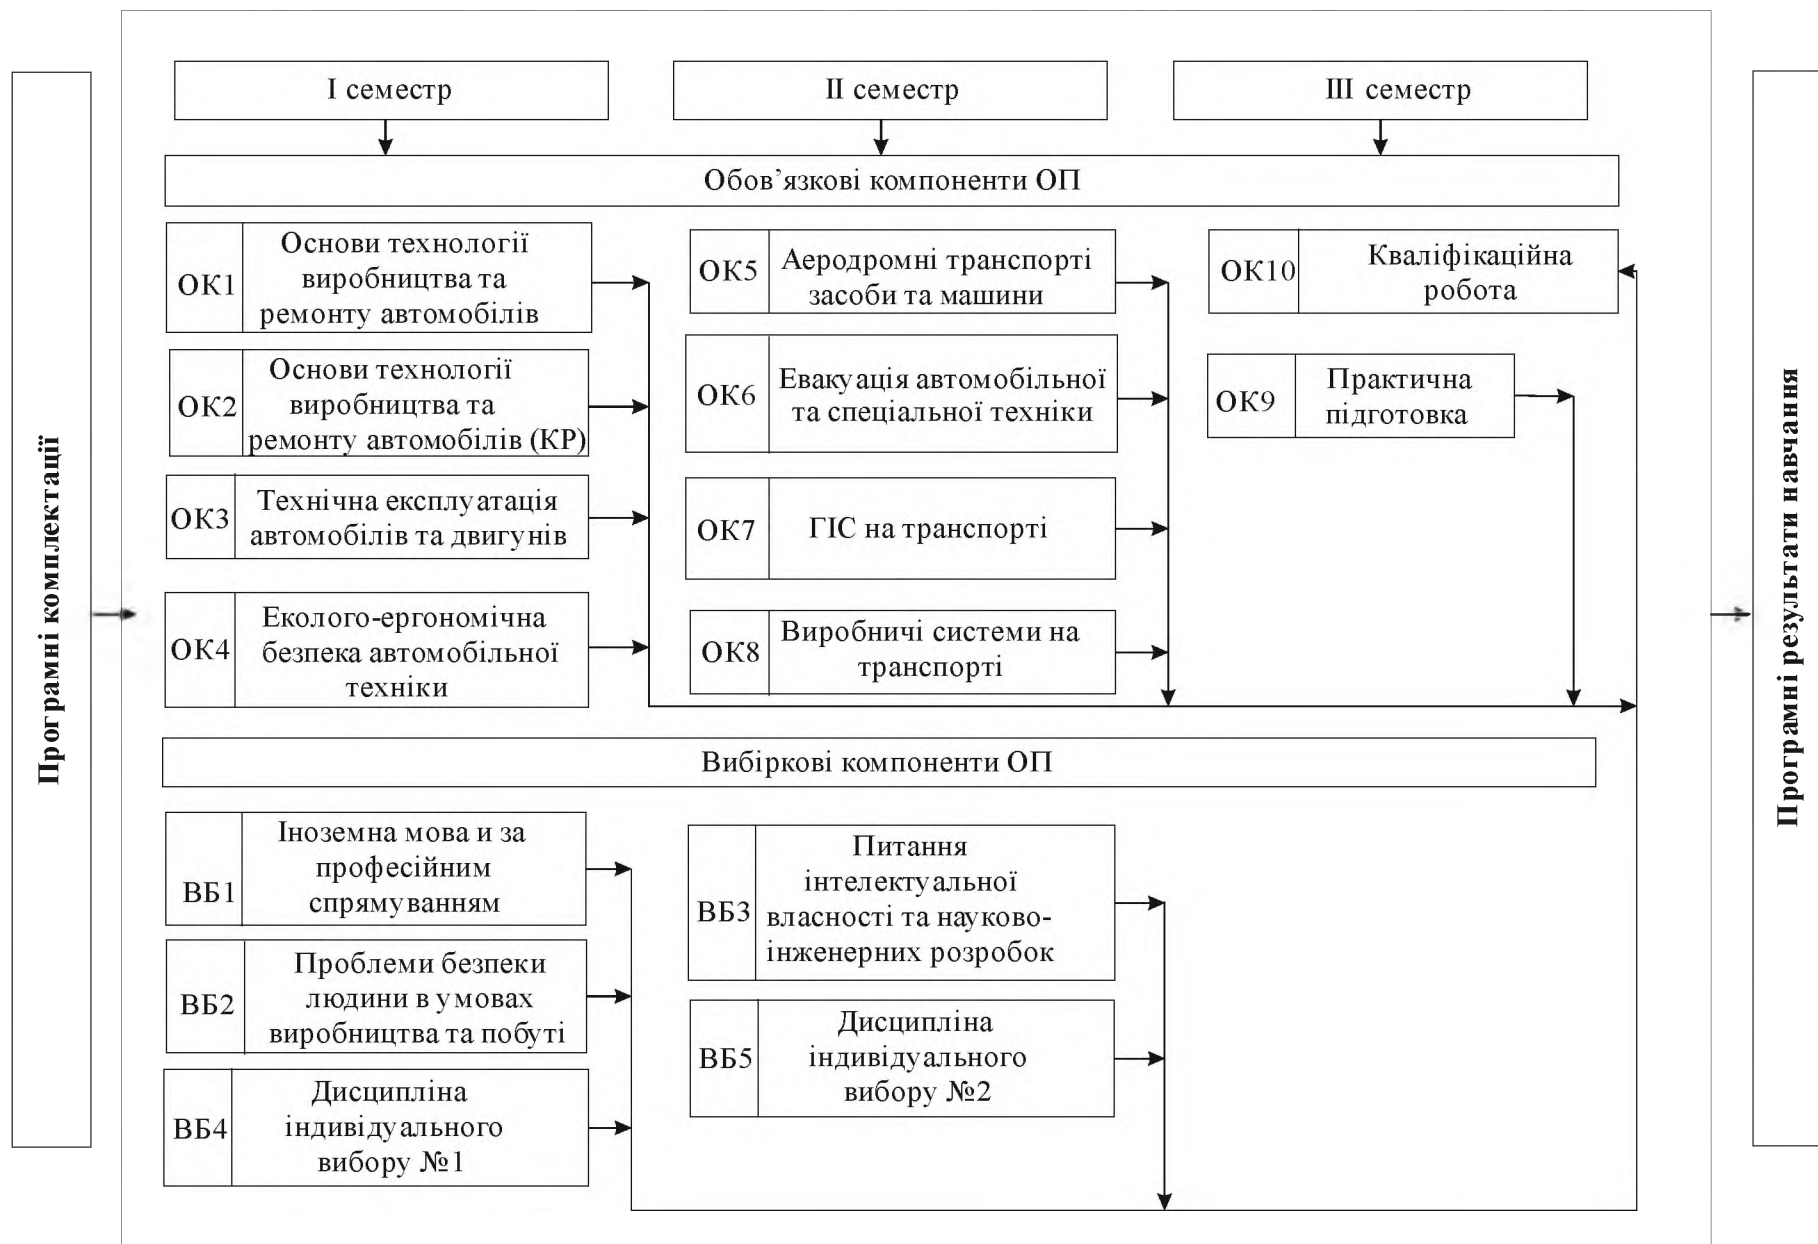 Програмні комплектації
I семестр
II семестр
III семестр
Обов’язкові компоненти ОП
ОК1
Основи технології
виробництва та
ремонту автомобілів
ОК2
Основи технології
виробництва та
ремонту автомобілів (КР)
ОК3
Технічна експлуатація
автомобілів та двигунів
ОК4
Еколого-ергономічна
безпека автомобільної
техніки
ОК5
Аеродромні транспорті
засоби та машини
ОК6
Евакуація автомобільної
та спеціальної техніки
ОК7
ГІС на транспорті
ОК8
Виробничі системи на
транспорті
ОК10
Кваліфікаційна
робота
ОК9
Практична
підготовка
Вибіркові компоненти ОП
ВБ1
Іноземна мова и за
професійним
спрямуванням
ВБ2
Проблеми безпеки
людини в умовах
виробництва та побуті
ВБ4
Дисципліна
індивідуального
вибору №1
ВБ3
Питання
інтелектуальної
власності та науково-
інженерних розробок
ВБ5
Дисципліна
індивідуального
вибору №2
Програмні результати навчання